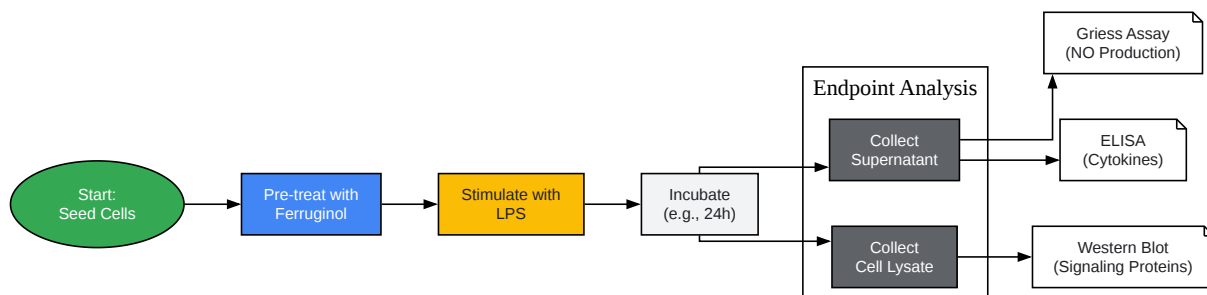 Start:
Seed Cells
Pre-treat with
Ferruginol
Stimulate with
LPS
Incubate
(e.g., 24h)
Endpoint Analysis
Collect
Supernatant
Collect
Cell Lysate
Griess Assay
(NO Production)
ELISA
(Cytokines)
Western Blot
(Signaling Proteins)